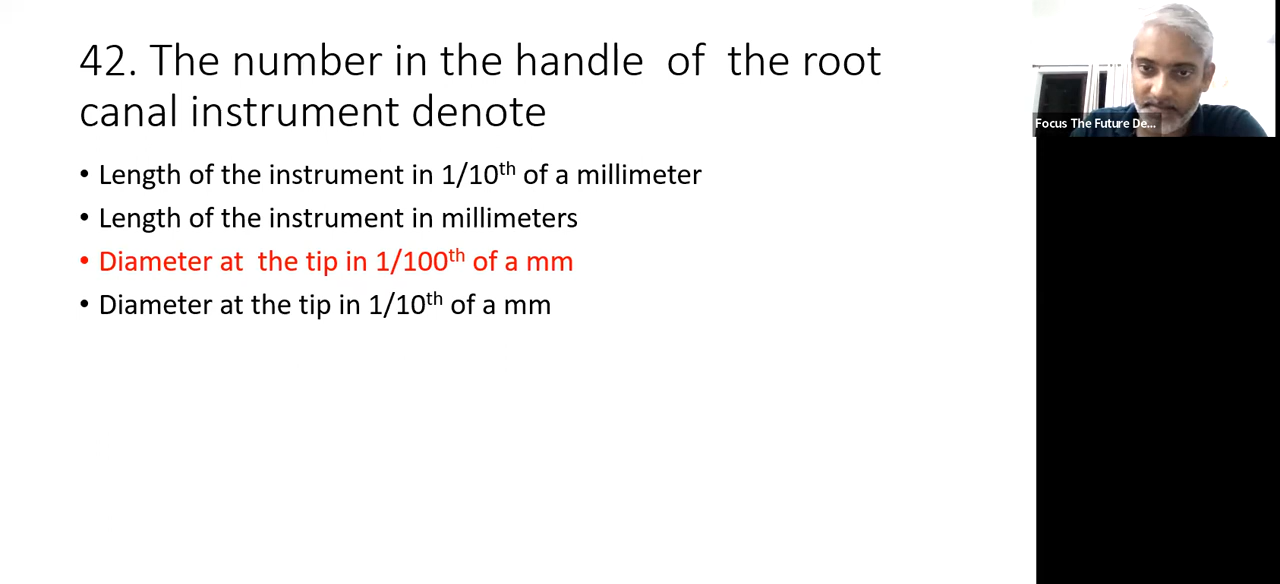 42. The number in the handle of the root
canal instrument denote
• Length of the instrument in 1/10th of a millimeter
• Length of the instrument in millimeters
• Diameter at the tip in 1/100th of a mm
• Diameter at the tip in 1/10th of a mm
Focus The Future De...